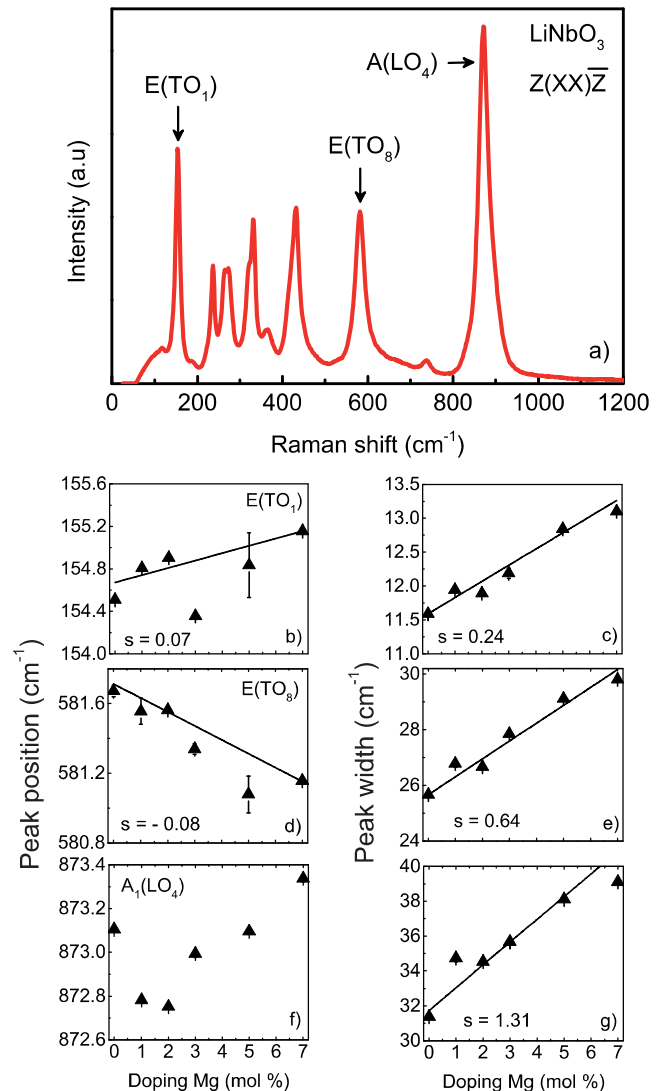 LiNbO₃
Z(XX)Z̅
A(LO₄)
E(TO₁)
E(TO₈)
Intensity (a.u)
a)
0 200 400 600 800 1000 1200
Raman shift (cm⁻¹)
Peak position (cm⁻¹)
155.6
155.2
154.8
154.4
154.0
E(TO₁)
s = 0.07
b)
13.5
13.0
12.5
12.0
11.5
11.0
s = 0.24
c)
581.6
581.2
580.8
E(TO₈)
s = - 0.08
d)
Peak width (cm⁻¹)
30
28
26
24
s = 0.64
e)
873.4
873.2
873.0
872.8
872.6
A₁(LO₄)
f)
40
38
36
34
32
30
s = 1.31
g)
0 1 2 3 4 5 6 7
Doping Mg (mol %)
0 1 2 3 4 5 6 7
Doping Mg (mol %)